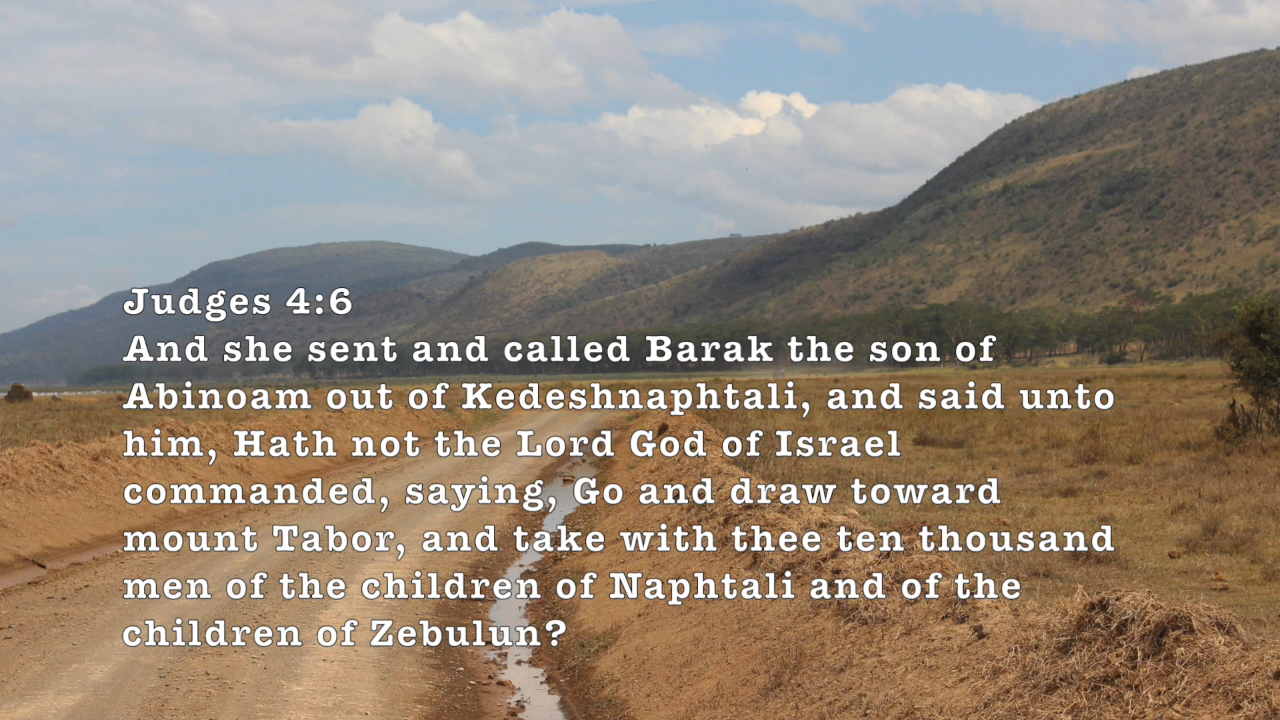 Judges 4:6
And she sent and called Barak the son of
Abinoam out of Kedeshnaphtali, and said unto
him, Hath not the Lord God of Israel
commanded, saying, Go and draw toward
mount Tabor, and take with thee ten thousand
men of the children of Naphtali and of the
children of Zebulun?